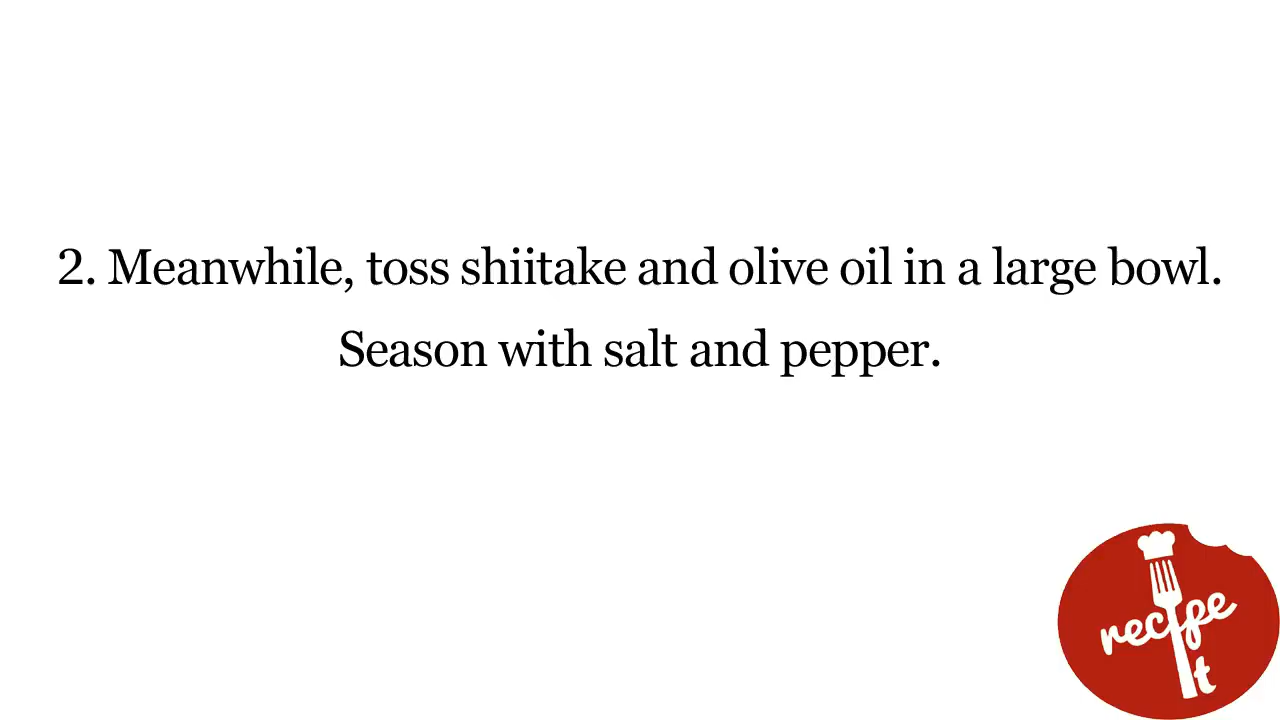 2. Meanwhile, toss shiitake and olive oil in a large bowl.
Season with salt and pepper.
recipe
It